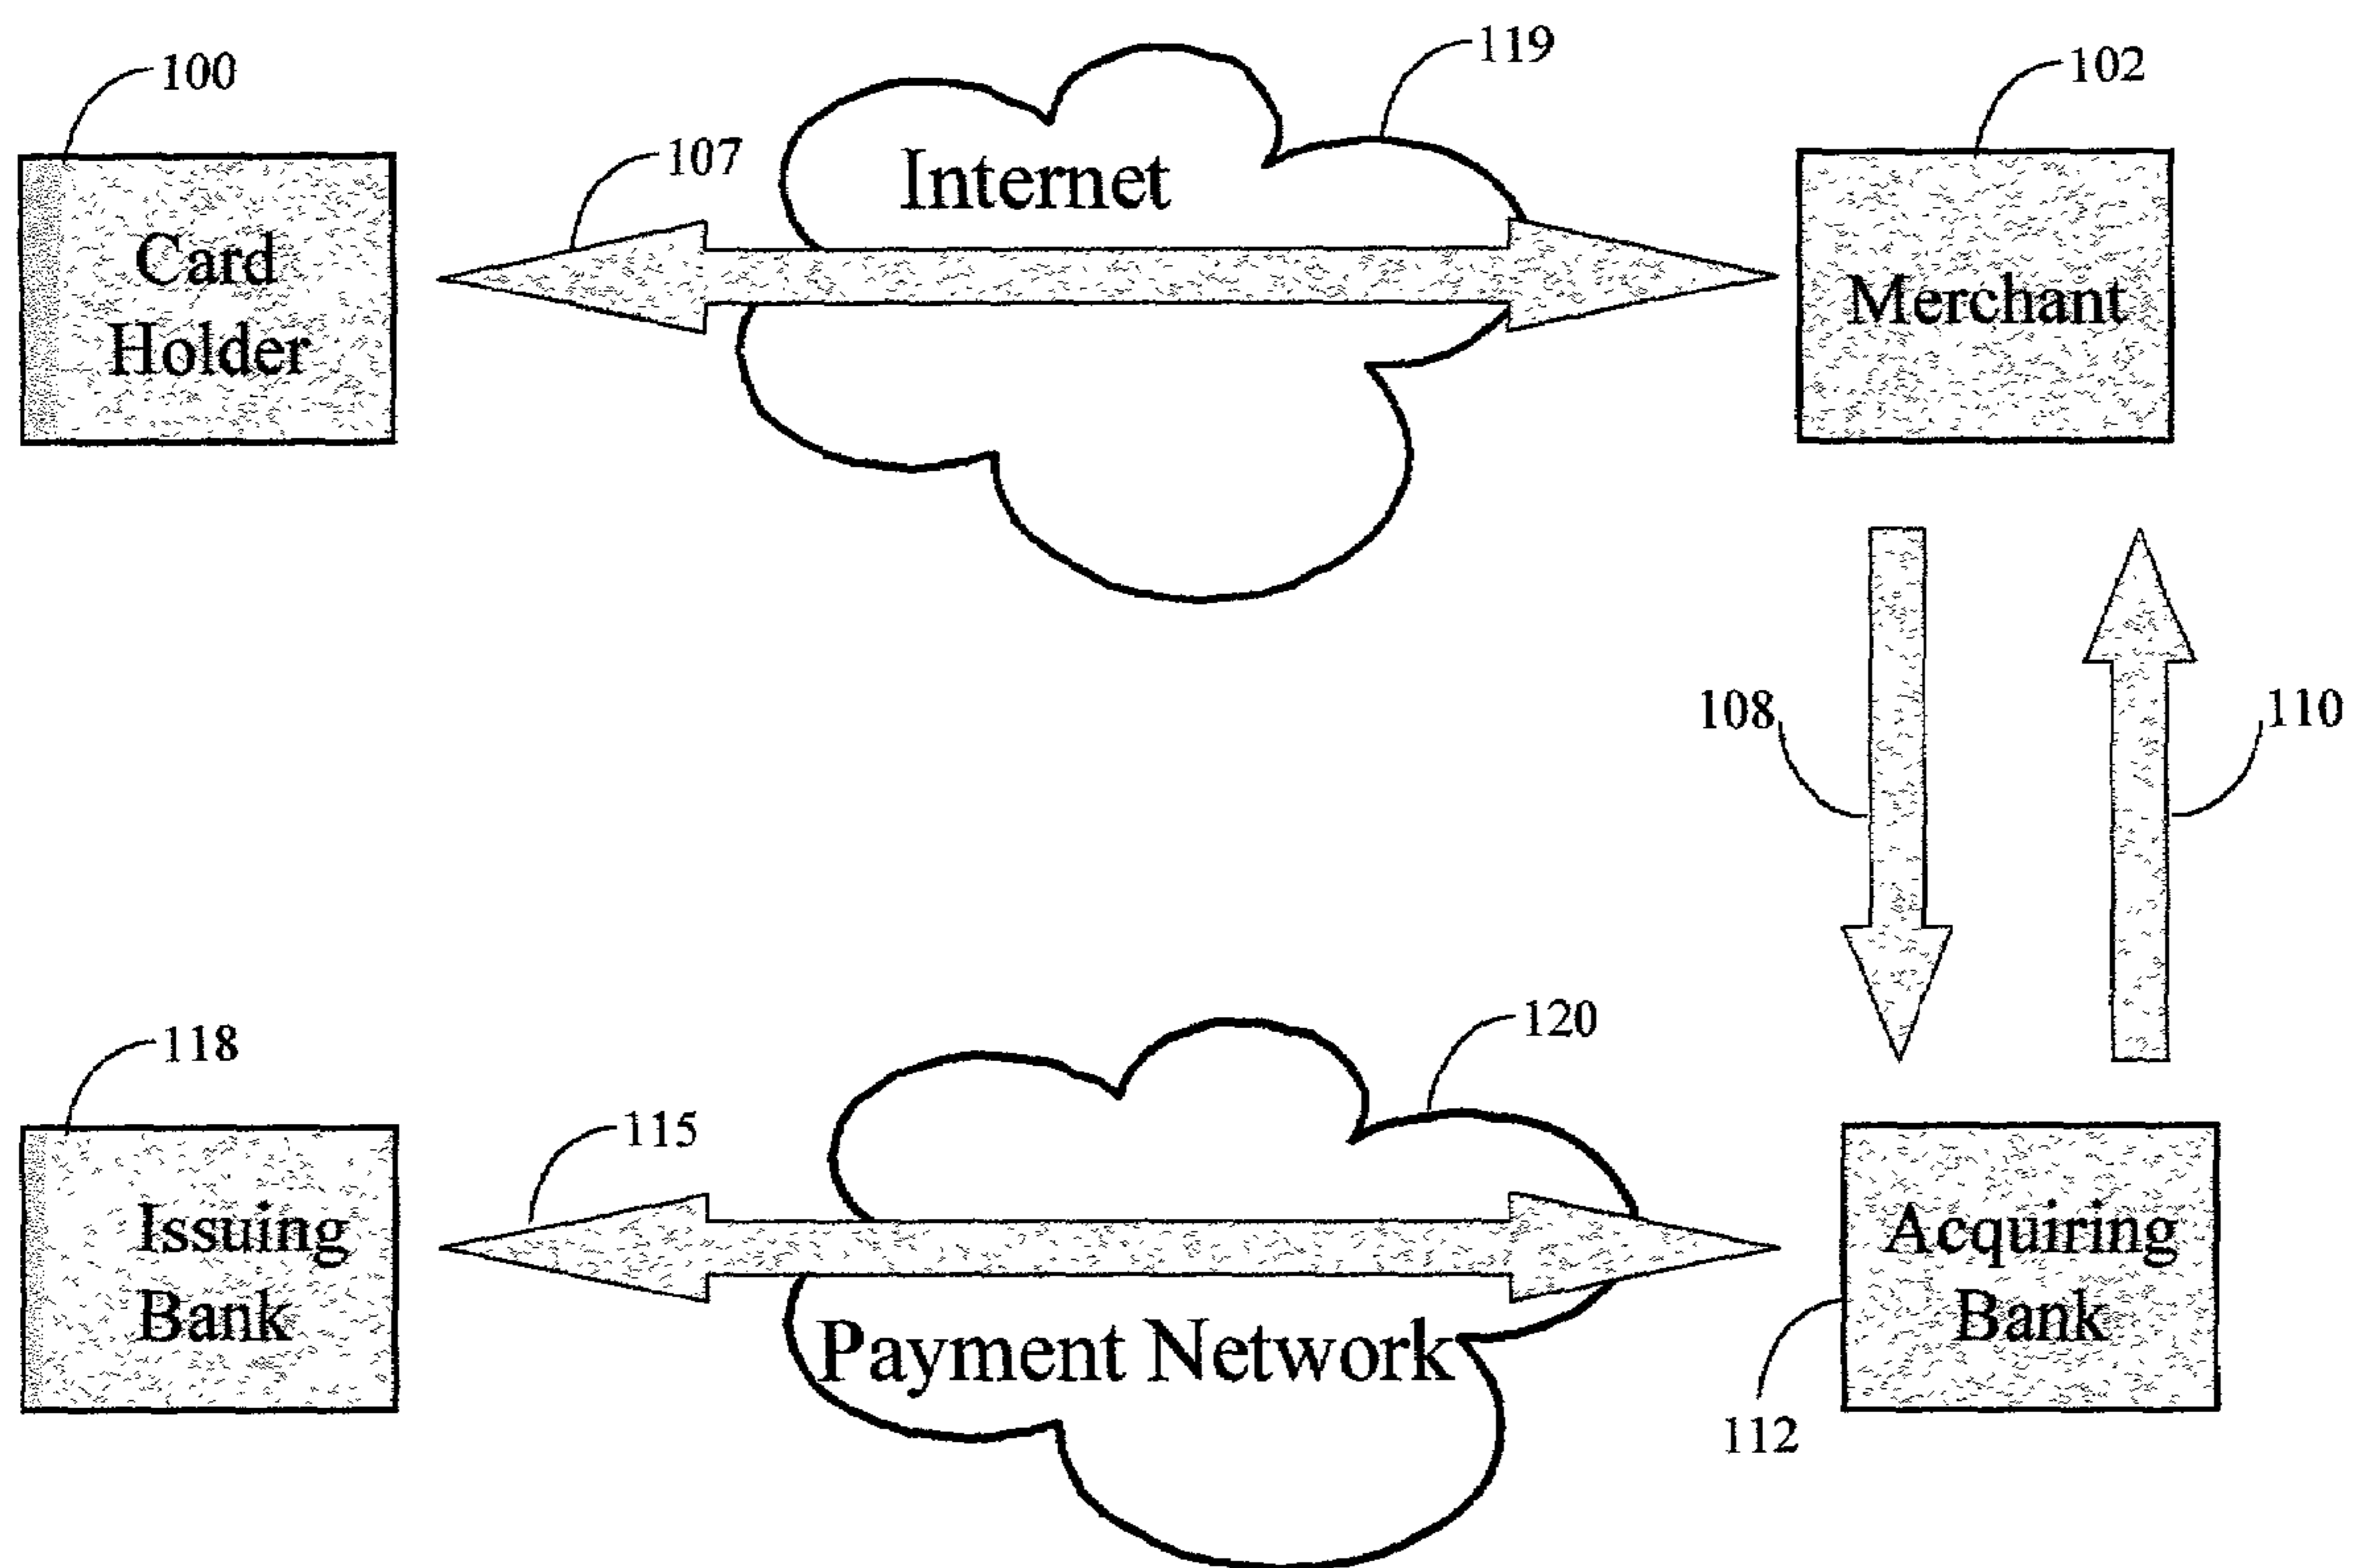 119
100
102
107
Internet
Card
Holder
Merchant
108
110
120
118
115
Issuing
Bank
Acquiring
Bank
Payment Network
112